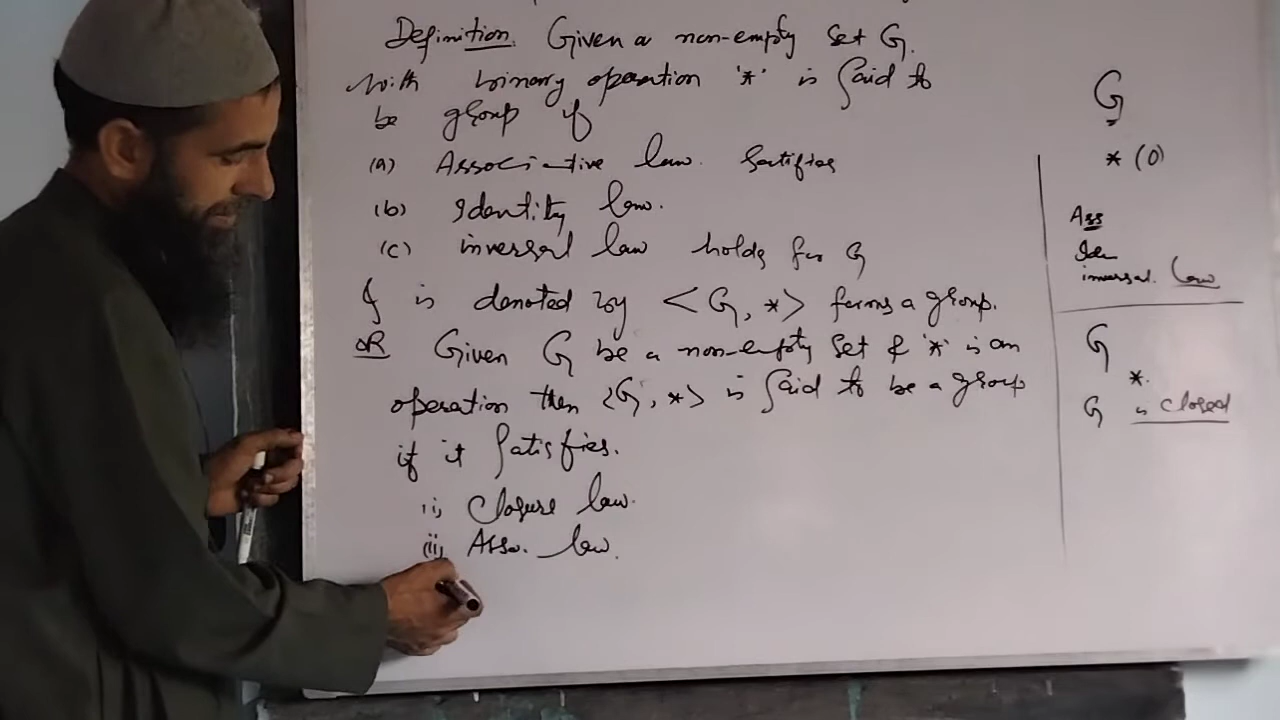 Definition. Given a non-empty set G.
with binary operation '*' is said to
be group if
(a) Associative law. satisfies
(b) Identity law.
(c) inversal law holds for G
& is denoted by <G, *> forms a group.
OR Given G be a non-empty set & '*' is an
operation then <G, *> is said to be a group
if it satisfies.
(i) Closure law.
(ii) Asso. law.
G
* (0)
Ass
Iden
inversal. law
G
*.
G is closed